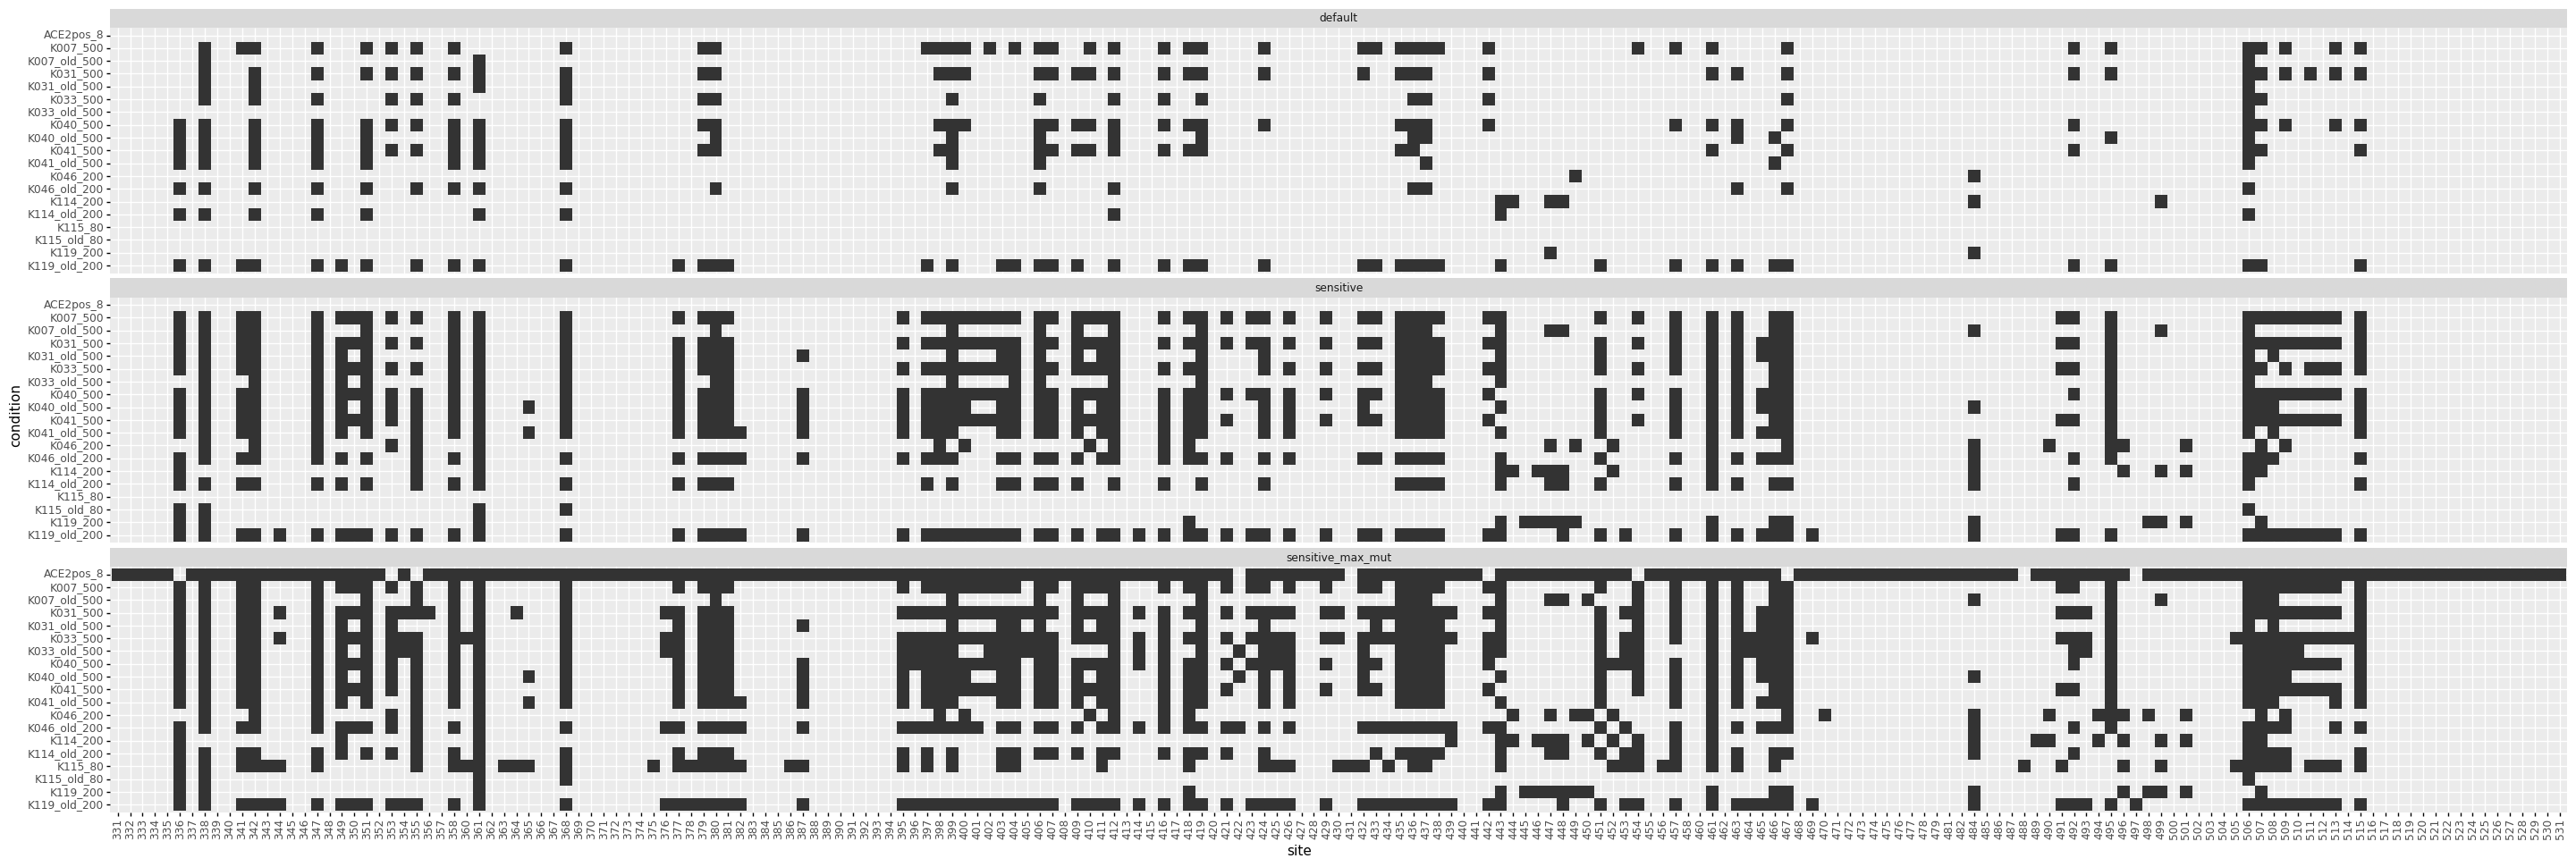 default
ACE2pos_8
K007_500
K007_old_500
K031_500
K031_old_500
K033_500
K033_old_500
K040_500
K040_old_500
K041_500
K041_old_500
K046_200
K046_old_200
K114_200
K114_old_200
K115_80
K115_old_80
K119_200
K119_old_200
sensitive
ACE2pos_8
K007_500
K007_old_500
K031_500
K031_old_500
K033_500
K033_old_500
K040_500
K040_old_500
K041_500
K041_old_500
K046_200
K046_old_200
K114_200
K114_old_200
K115_80
K115_old_80
K119_200
K119_old_200
sensitive_max_mut
ACE2pos_8
K007_500
K007_old_500
K031_500
K031_old_500
K033_500
K033_old_500
K040_500
K040_old_500
K041_500
K041_old_500
K046_200
K046_old_200
K114_200
K114_old_200
K115_80
K115_old_80
K119_200
K119_old_200
condition
331 332 333 334 335 336 337 338 339 340 341 342 343 344 345 346 347 348 349 350 351 352 353 354 355 356 357 358 360 361 362 363 364 365 366 367 368 369 370 371 372 373 374 375 376 377 378 379 380 381 382 383 384 385 386 387 388 389 390 391 392 393 394 395 396 397 398 399 400 401 402 403 404 405 406 407 408 409 410 411 412 413 414 415 416 417 418 419 420 421 422 423 424 425 426 427 428 429 430 431 432 433 434 435 436 437 438 439 440 441 442 443 444 445 446 447 448 449 450 451 452 453 454 455 456 457 458 460 461 462 463 464 465 466 467 468 469 470 471 472 473 474 475 476 477 478 479 481 482 484 485 486 487 488 489 490 491 492 493 494 495 496 497 498 499 500 501 502 503 504 505 506 507 508 509 510 511 512 513 514 515 516 517 518 519 520 521 522 523 524 525 526 527 528 529 530 531
site